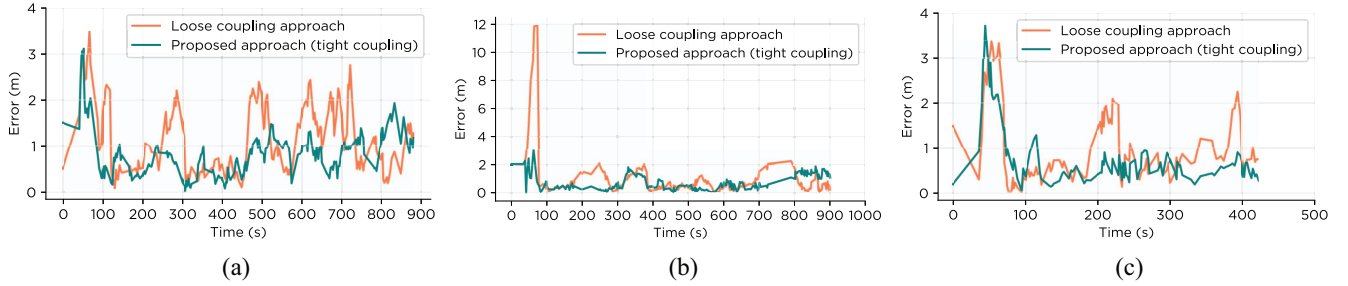 4
3
2
1
0
Error (m)
0 100 200 300 400 500 600 700 800 900
Time (s)
Loose coupling approach
Proposed approach (tight coupling)
(a)
12
10
8
6
4
2
0
Error (m)
0 100 200 300 400 500 600 700 800 900 1000
Time (s)
Loose coupling approach
Proposed approach (tight coupling)
(b)
4
3
2
1
0
Error (m)
0 100 200 300 400 500
Time (s)
Loose coupling approach
Proposed approach (tight coupling)
(c)